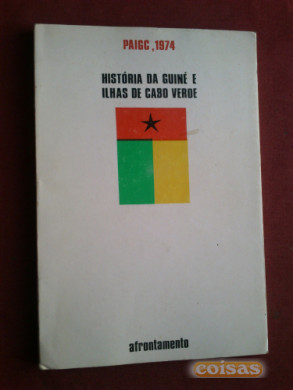 PAIGC, 1974
HISTÓRIA DA GUINÉ E
ILHAS DE CABO VERDE
afrontamento
coisas